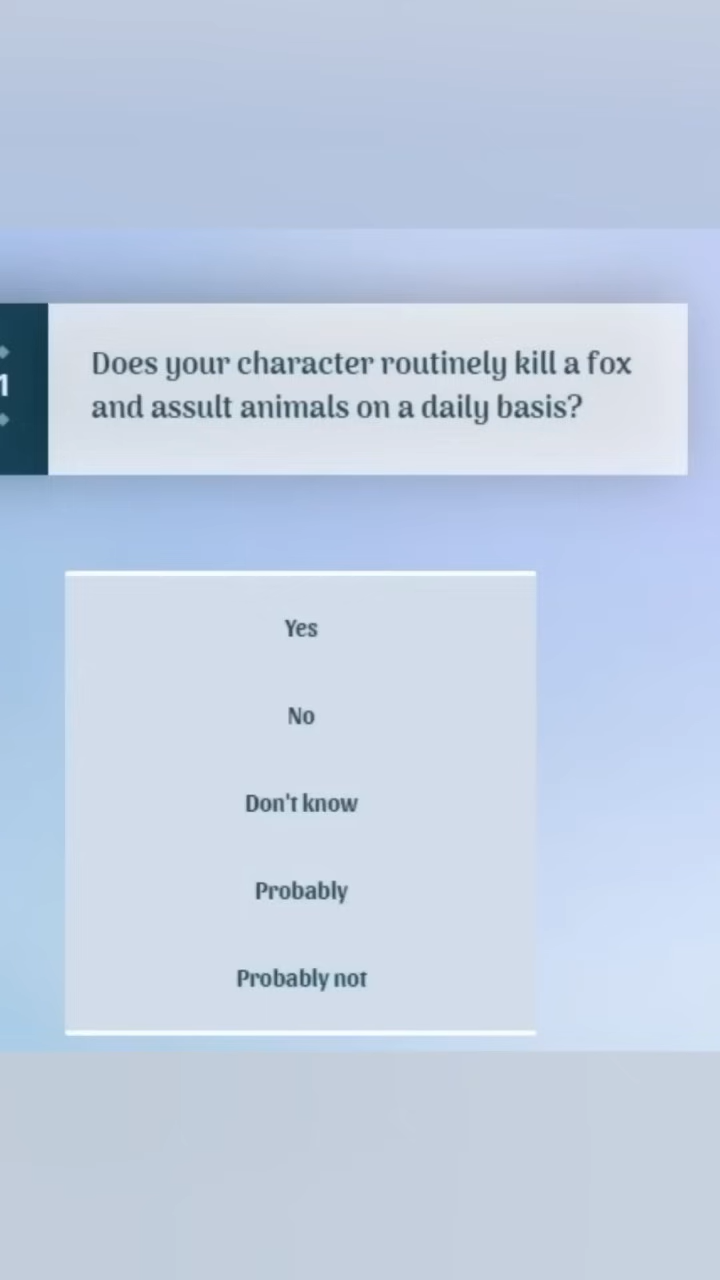 1
Does your character routinely kill a fox
and assult animals on a daily basis?
Yes
No
Don't know
Probably
Probably not